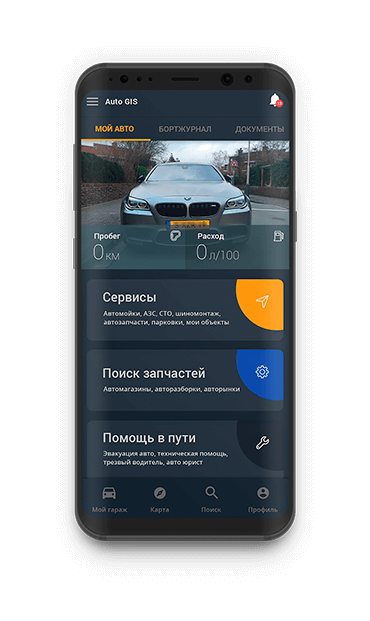 Auto GIS
МОЙ АВТО БОРТЖУРНАЛ ДОКУМЕНТЫ
Пробег Расход
0 КМ 0 Л/100
Сервисы
Автомойки, АЗС, СТО, шиномонтаж,
автозапчасти, парковки, мои объекты
Поиск запчастей
Автомагазины, авторазборки, авторынки
Помощь в пути
Эвакуация авто, техническая помощь,
трезвый водитель, авто юрист
Мой гараж Карта Поиск Профиль